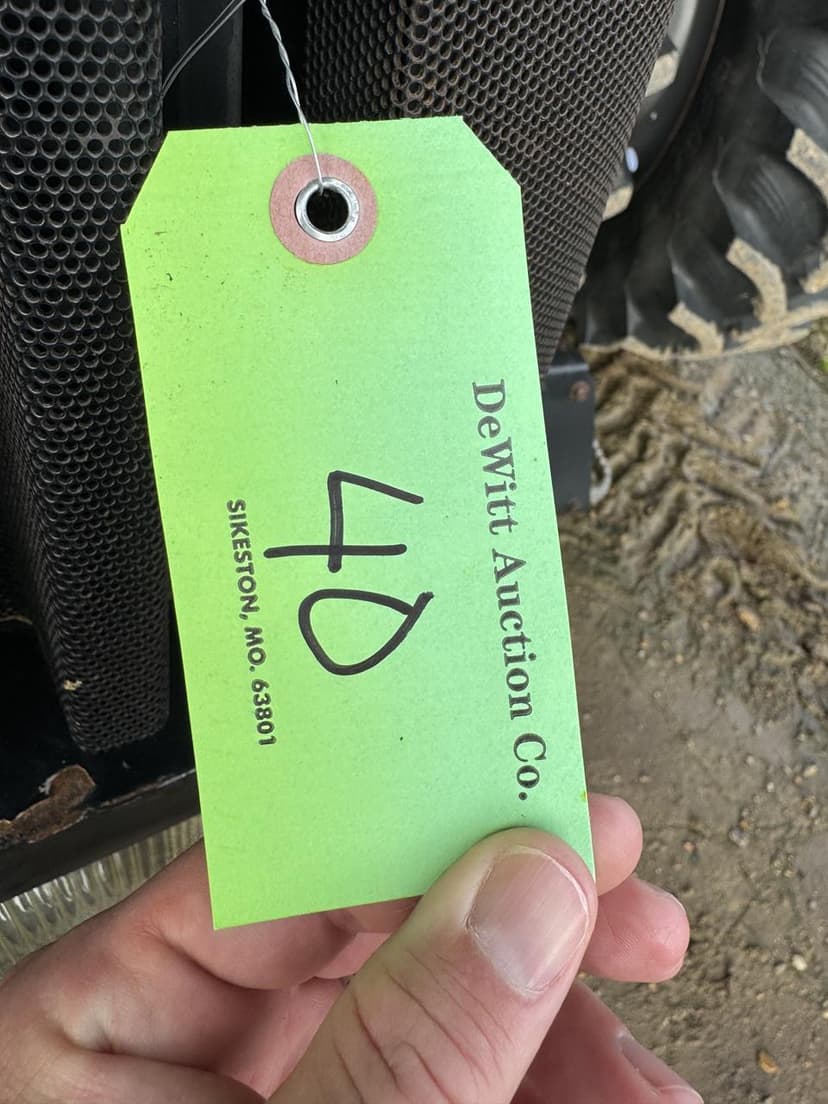 DeWitt Auction Co.
40
SIKESTON, MO. 63801